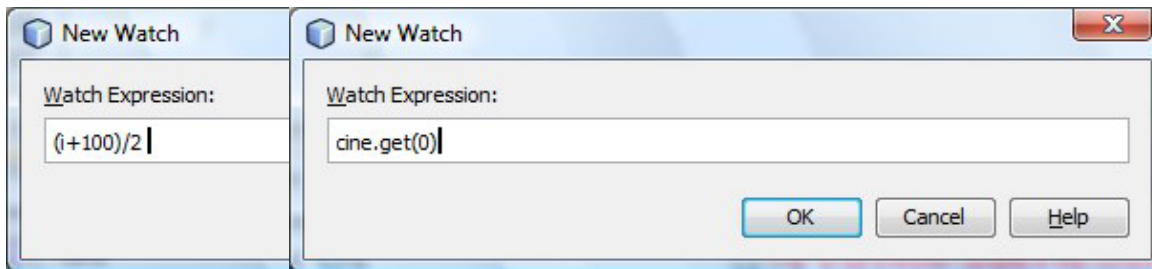 New Watch
Watch Expression:
(i+100)/2
New Watch
Watch Expression:
cine.get(0)
OK Cancel Help